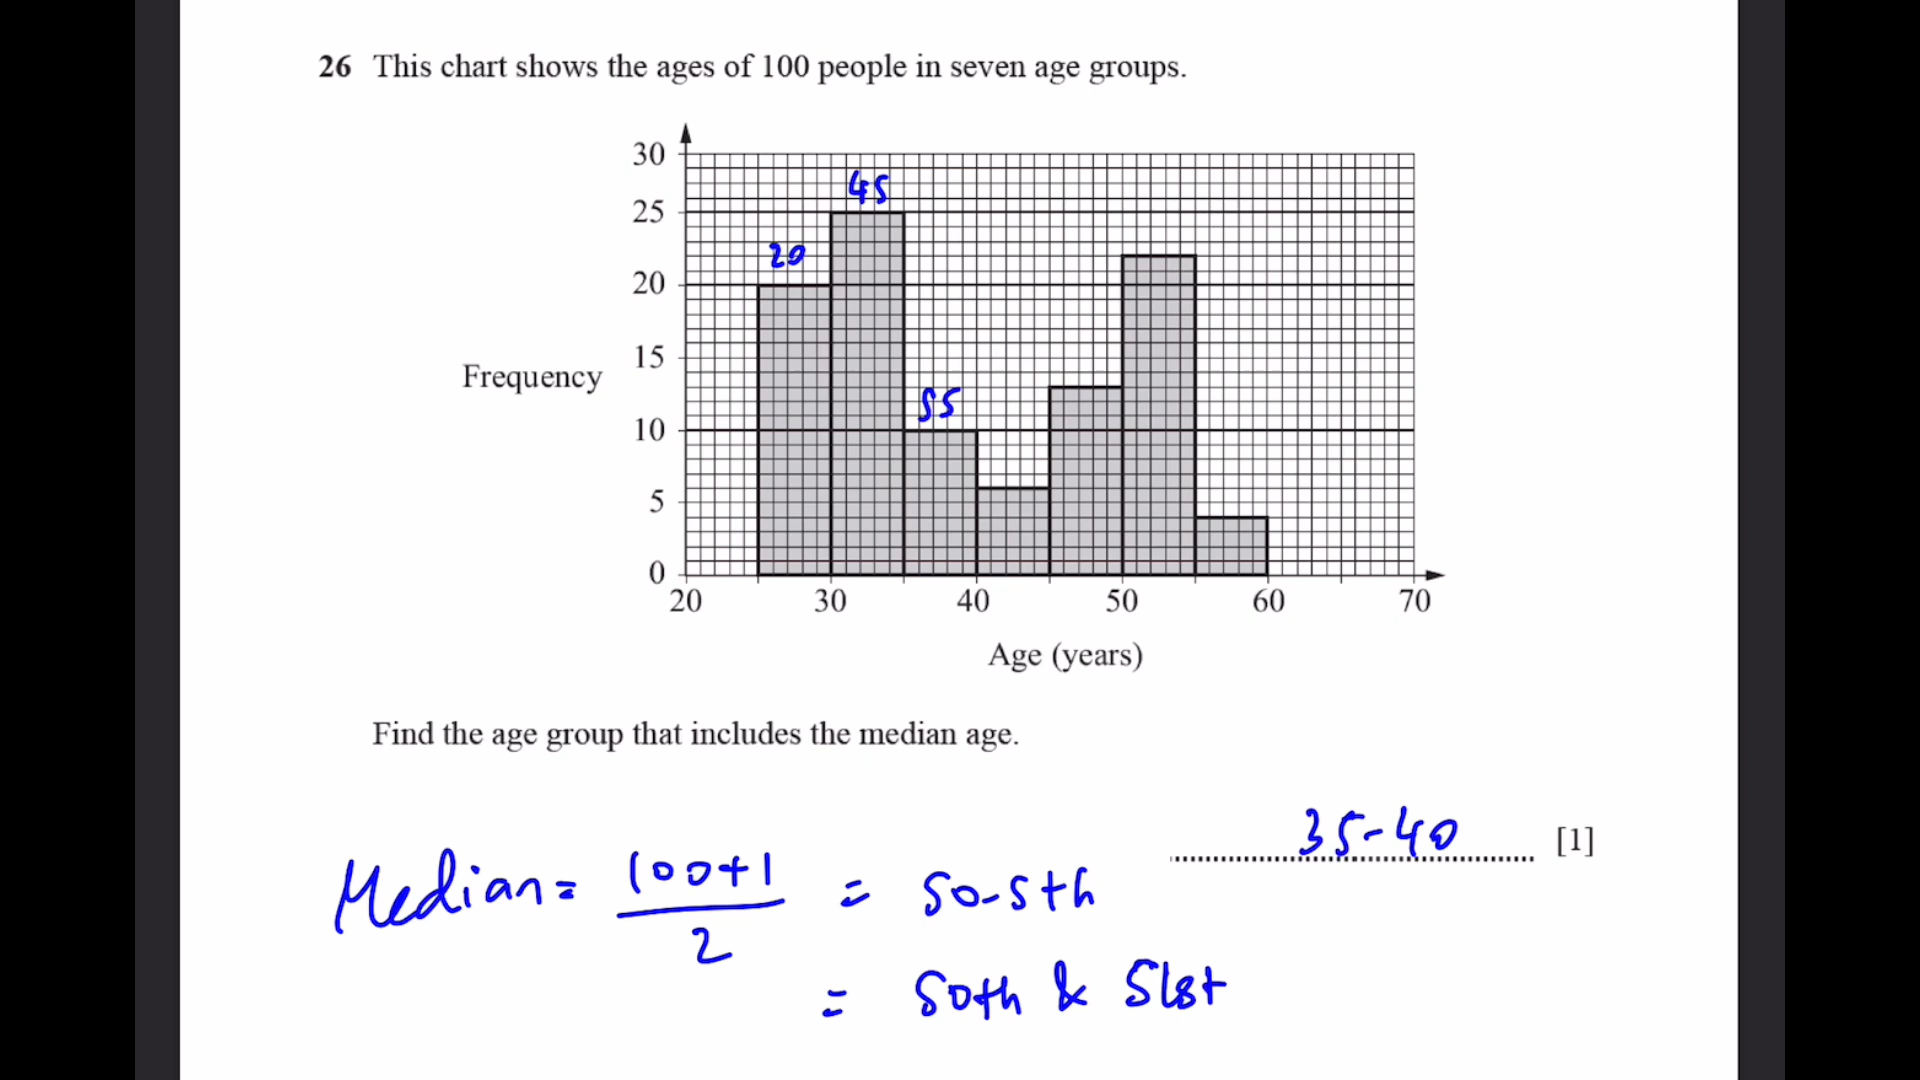 26 This chart shows the ages of 100 people in seven age groups.
30
25
20
15
10
5
0
Frequency
45
20
55
20 30 40 50 60 70
Age (years)
Find the age group that includes the median age.
35-40 [1]
Median = 100+1 / 2 = 50.5th
= 50th & 51st